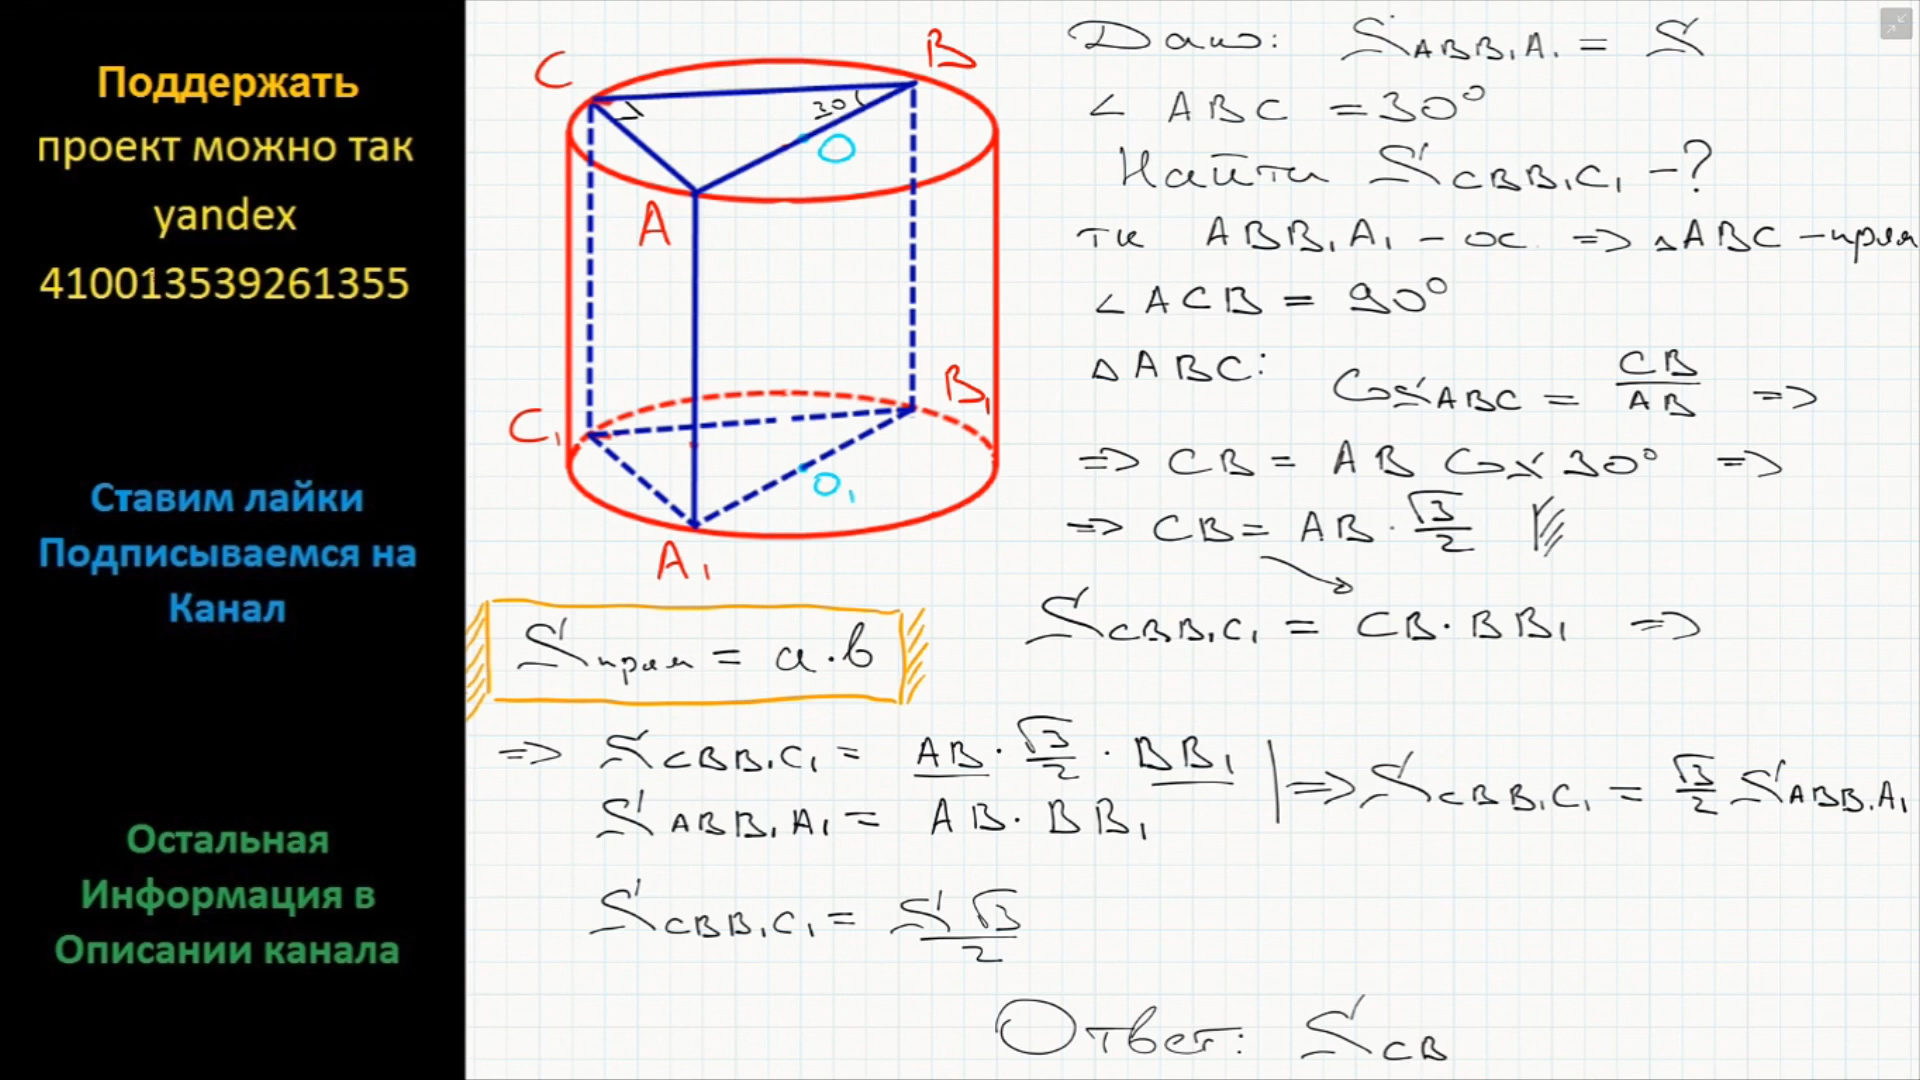 Поддержать
проект можно так
yandex
410013539261355
Ставим лайки
Подписываемся на
Канал
Остальная
Информация в
Описании канала
C
B
30
O
A
B₁
C₁
O₁
A₁
Дано: S ABB₁A₁ = S
∠ ABC = 30°
Найти S CBB₁C₁ - ?
тк ABB₁A₁ - ос. => △ABC - прям
∠ ACB = 90°
△ ABC: Cos ABC = CB/AB =>
=> CB = AB Cos 30° =>
=> CB = AB · √3/2
S CBB₁C₁ = CB · BB₁ =>
S прям = a · b
=> S CBB₁C₁ = AB · √3/2 · BB₁
S ABB₁A₁ = AB · BB₁
=> S CBB₁C₁ = √3/2 S ABB₁A₁
S CBB₁C₁ = S√3/2
Ответ: S CB